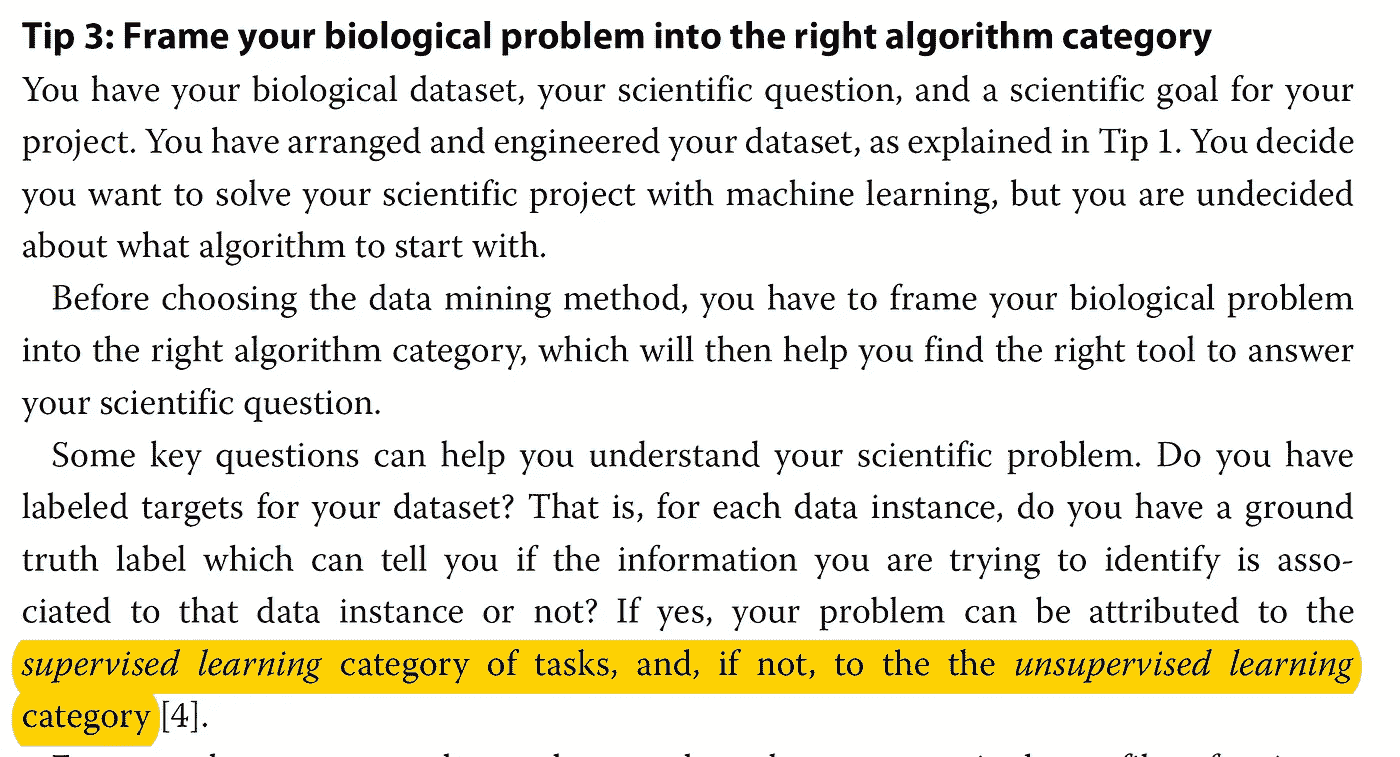 Tip 3: Frame your biological problem into the right algorithm category
You have your biological dataset, your scientific question, and a scientific goal for your
project. You have arranged and engineered your dataset, as explained in Tip 1. You decide
you want to solve your scientific project with machine learning, but you are undecided
about what algorithm to start with.
Before choosing the data mining method, you have to frame your biological problem
into the right algorithm category, which will then help you find the right tool to answer
your scientific question.
Some key questions can help you understand your scientific problem. Do you have
labeled targets for your dataset? That is, for each data instance, do you have a ground
truth label which can tell you if the information you are trying to identify is asso-
ciated to that data instance or not? If yes, your problem can be attributed to the
supervised learning category of tasks, and, if not, to the the unsupervised learning
category [4].